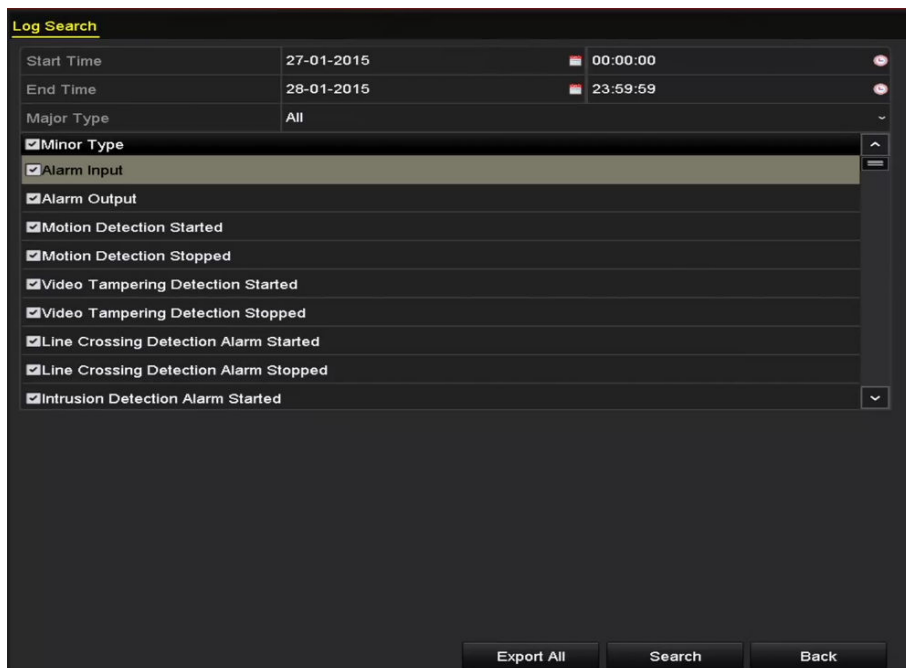 Log Search
Start Time 27-01-2015 00:00:00
End Time 28-01-2015 23:59:59
Major Type All
Minor Type
Alarm Input
Alarm Output
Motion Detection Started
Motion Detection Stopped
Video Tampering Detection Started
Video Tampering Detection Stopped
Line Crossing Detection Alarm Started
Line Crossing Detection Alarm Stopped
Intrusion Detection Alarm Started
Export All Search Back